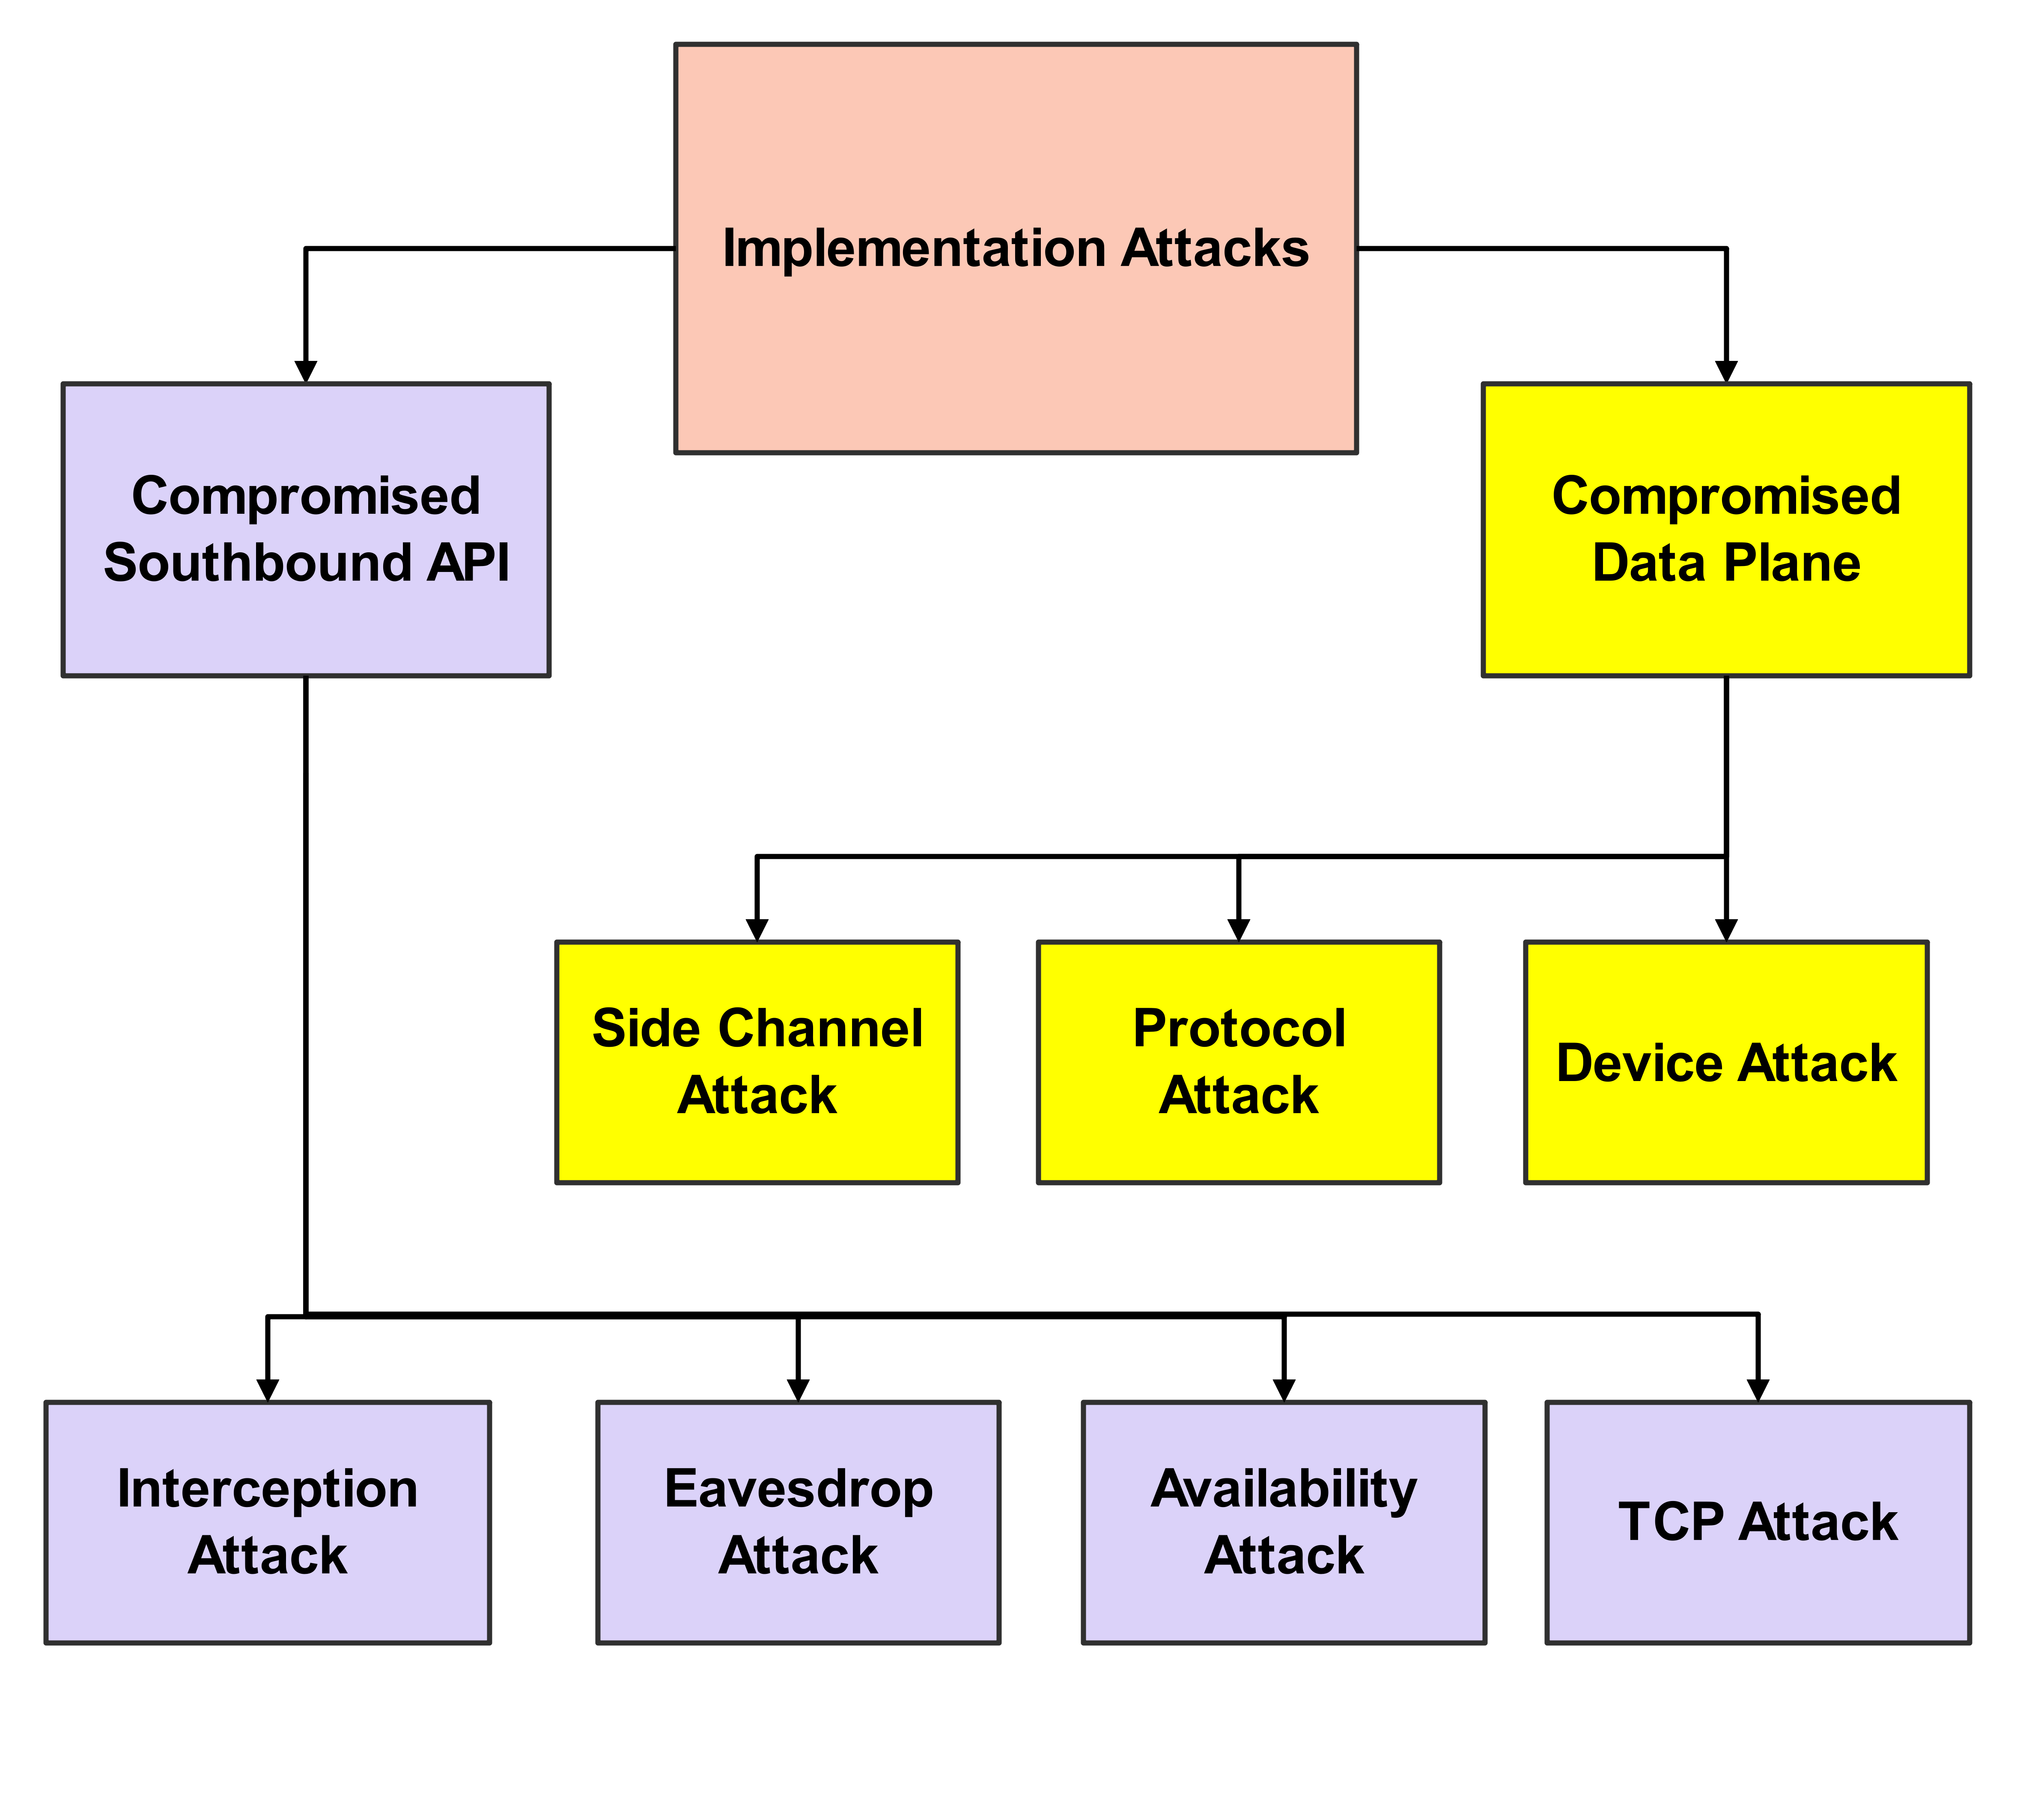 Implementation Attacks
Compromised
Southbound API
Compromised
Data Plane
Side Channel
Attack
Protocol
Attack
Device Attack
Interception
Attack
Eavesdrop
Attack
Availability
Attack
TCP Attack